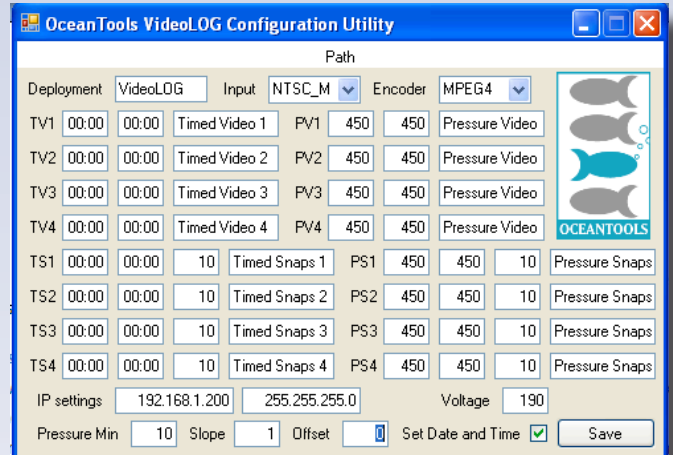 OceanTools VideoLOG Configuration Utility
Path
Deployment VideoLOG Input NTSC_M Encoder MPEG4
TV1 00:00 00:00 Timed Video 1 PV1 450 450 Pressure Video
TV2 00:00 00:00 Timed Video 2 PV2 450 450 Pressure Video
TV3 00:00 00:00 Timed Video 3 PV3 450 450 Pressure Video
TV4 00:00 00:00 Timed Video 4 PV4 450 450 Pressure Video
OCEANTOOLS
TS1 00:00 00:00 10 Timed Snaps 1 PS1 450 450 10 Pressure Snaps
TS2 00:00 00:00 10 Timed Snaps 2 PS2 450 450 10 Pressure Snaps
TS3 00:00 00:00 10 Timed Snaps 3 PS3 450 450 10 Pressure Snaps
TS4 00:00 00:00 10 Timed Snaps 4 PS4 450 450 10 Pressure Snaps
IP settings 192.168.1.200 255.255.255.0 Voltage 190
Pressure Min 10 Slope 1 Offset 0 Set Date and Time Save